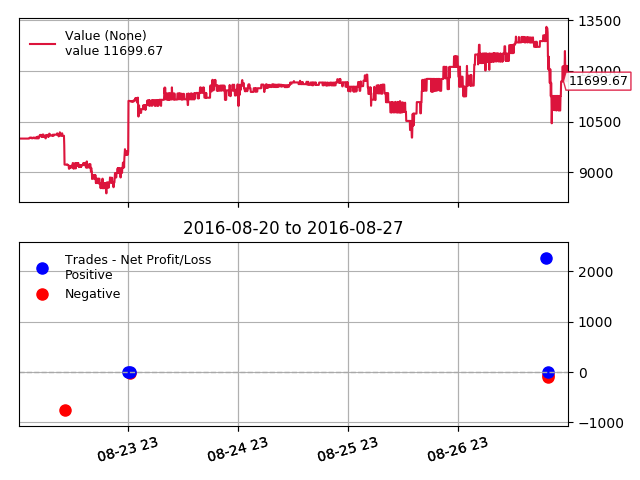 Value (None)
value 11699.67
13500
12000
11699.67
10500
9000
2016-08-20 to 2016-08-27
Trades - Net Profit/Loss
Positive
Negative
2000
1000
0
−1000
08-23 23
08-24 23
08-25 23
08-26 23